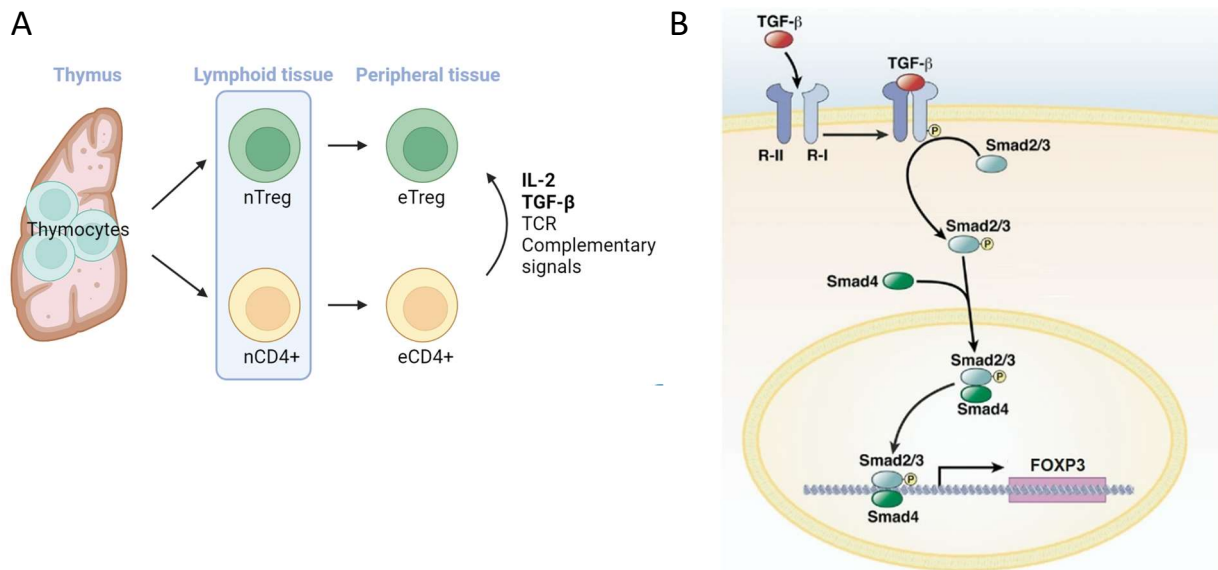 A
Thymus
Lymphoid tissue
Peripheral tissue
nTreg
eTreg
Thymocytes
IL-2
TGF-β
TCR
Complementary
signals
nCD4+
eCD4+
B
TGF-β
TGF-β
P
R-II
R-I
Smad2/3
Smad2/3
P
Smad4
Smad2/3
P
Smad4
Smad2/3
P
FOXP3
Smad4